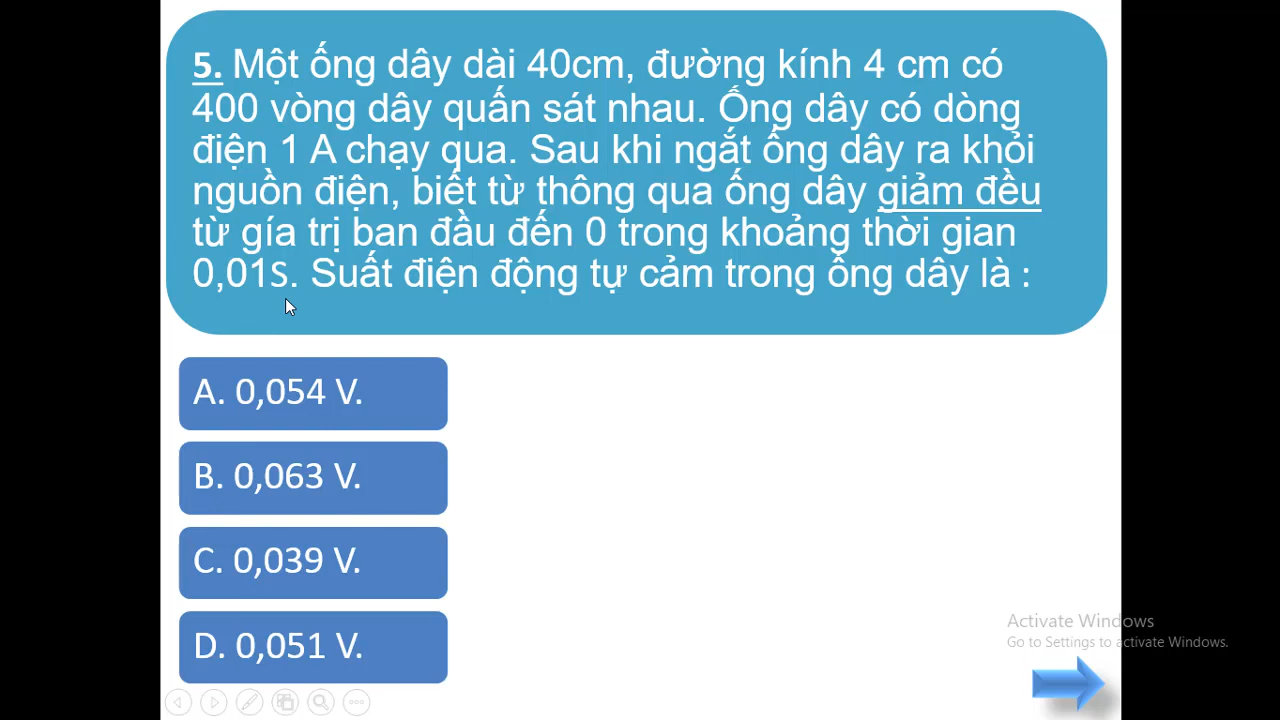 5. Một ống dây dài 40cm, đường kính 4 cm có
400 vòng dây quấn sát nhau. Ống dây có dòng
điện 1 A chạy qua. Sau khi ngắt ống dây ra khỏi
nguồn điện, biết từ thông qua ống dây giảm đều
từ gía trị ban đầu đến 0 trong khoảng thời gian
0,01S. Suất điện động tự cảm trong ống dây là :
A. 0,054 V.
B. 0,063 V.
C. 0,039 V.
D. 0,051 V.
Activate Windows
Go to Settings to activate Windows.